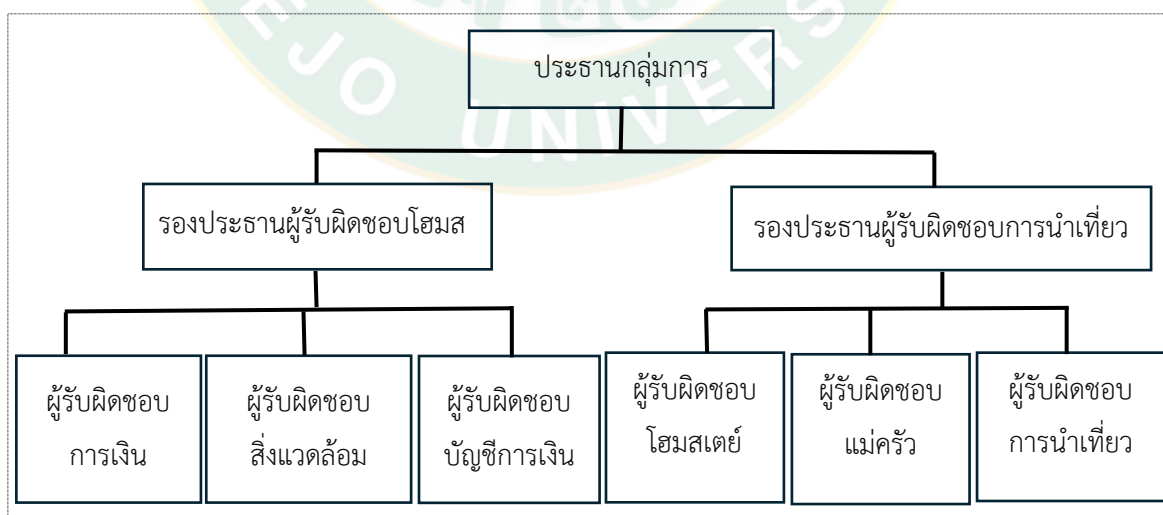 EJO UNIVERS
ประธานกลุ่มการ
รองประธานผู้รับผิดชอบโฮมส
รองประธานผู้รับผิดชอบการนำเที่ยว
ผู้รับผิดชอบ
การเงิน
ผู้รับผิดชอบ
สิ่งแวดล้อม
ผู้รับผิดชอบ
บัญชีการเงิน
ผู้รับผิดชอบ
โฮมสเตย์
ผู้รับผิดชอบ
แม่ครัว
ผู้รับผิดชอบ
การนำเที่ยว